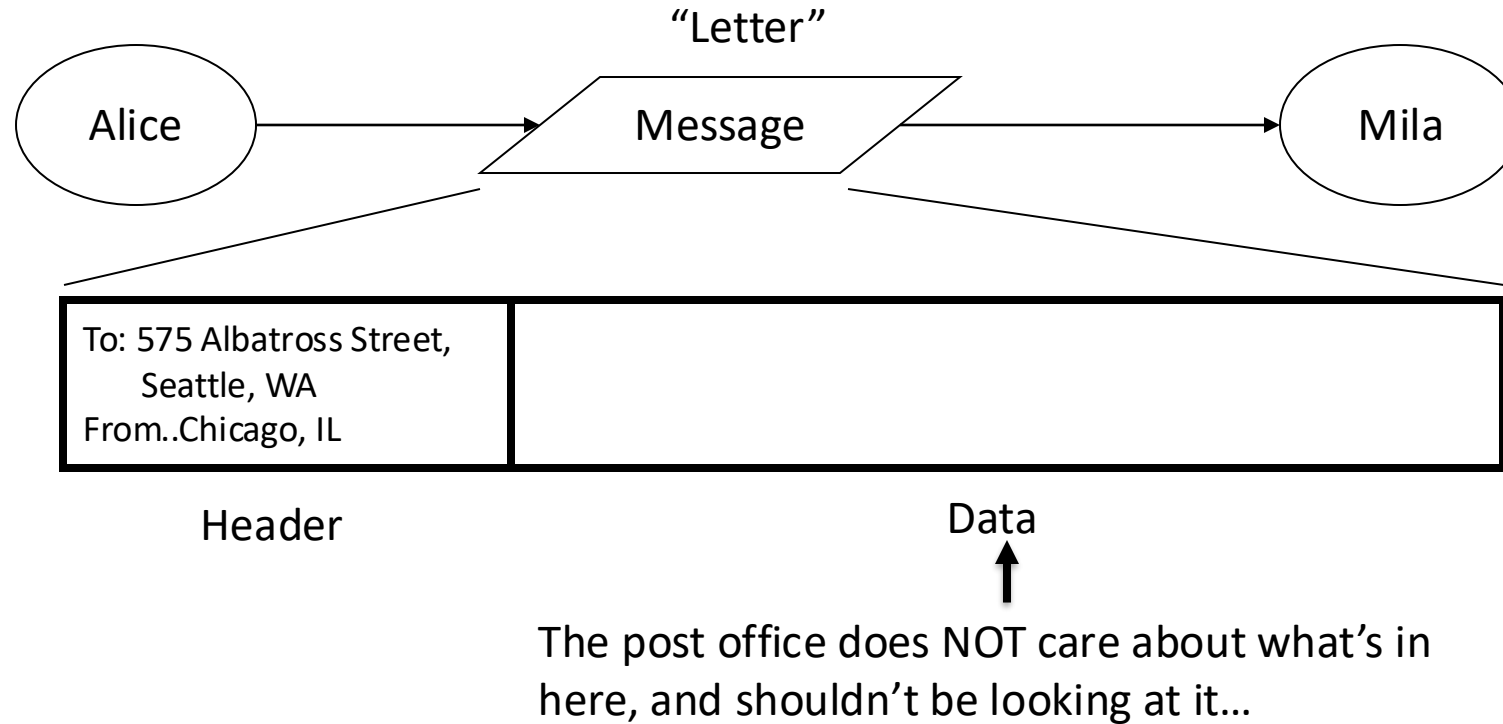 “Letter”
Alice
Message
Mila
To: 575 Albatross Street,
Seattle, WA
From..Chicago, IL
Header
Data
The post office does NOT care about what’s in
here, and shouldn’t be looking at it…